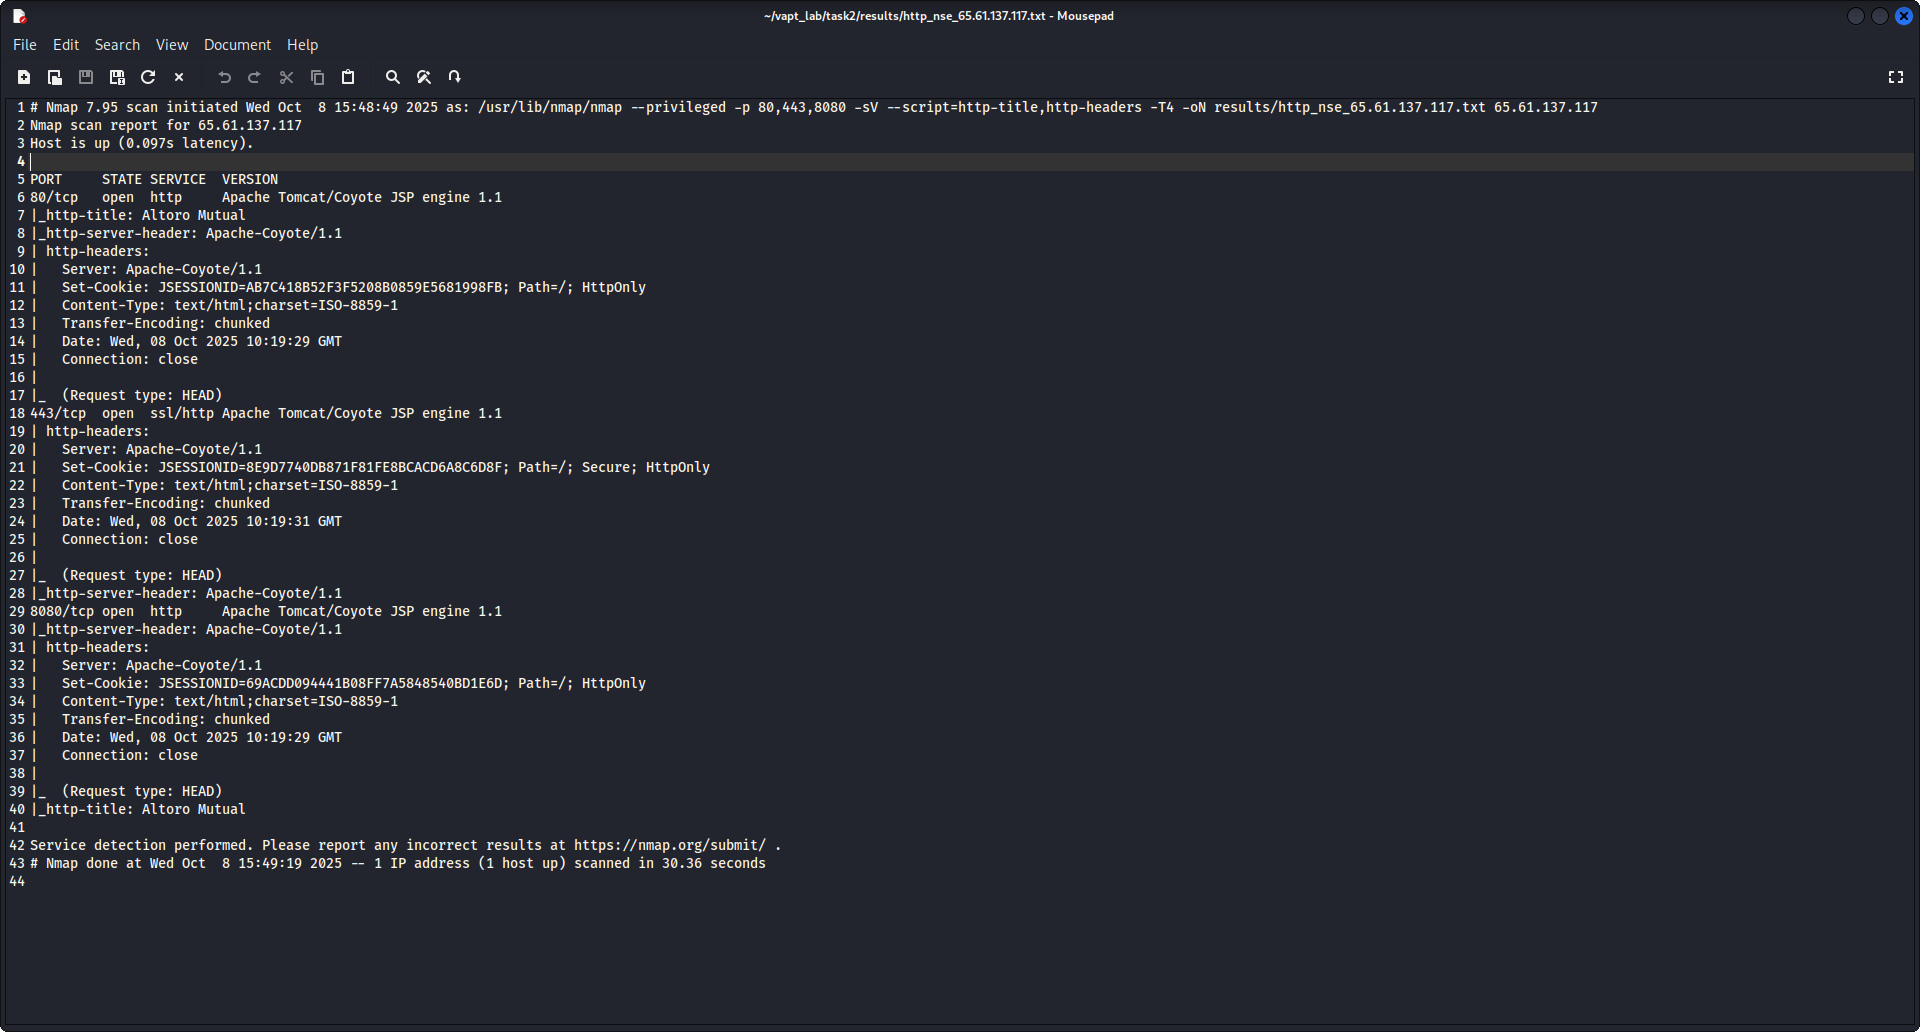 ~/vapt_lab/task2/results/http_nse_65.61.137.117.txt - Mousepad
File Edit Search View Document Help
1 # Nmap 7.95 scan initiated Wed Oct  8 15:48:49 2025 as: /usr/lib/nmap/nmap --privileged -p 80,443,8080 -sV --script=http-title,http-headers -T4 -oN results/http_nse_65.61.137.117.txt 65.61.137.117
2 Nmap scan report for 65.61.137.117
3 Host is up (0.097s latency).
4
5 PORT     STATE SERVICE  VERSION
6 80/tcp   open  http     Apache Tomcat/Coyote JSP engine 1.1
7 |_http-title: Altoro Mutual
8 |_http-server-header: Apache-Coyote/1.1
9 | http-headers:
10 |   Server: Apache-Coyote/1.1
11 |   Set-Cookie: JSESSIONID=AB7C418B52F3F5208B0859E5681998FB; Path=/; HttpOnly
12 |   Content-Type: text/html;charset=ISO-8859-1
13 |   Transfer-Encoding: chunked
14 |   Date: Wed, 08 Oct 2025 10:19:29 GMT
15 |   Connection: close
16 |
17 |_  (Request type: HEAD)
18 443/tcp  open  ssl/http Apache Tomcat/Coyote JSP engine 1.1
19 | http-headers:
20 |   Server: Apache-Coyote/1.1
21 |   Set-Cookie: JSESSIONID=8E9D7740DB871F81FE8BCACD6A8C6D8F; Path=/; Secure; HttpOnly
22 |   Content-Type: text/html;charset=ISO-8859-1
23 |   Transfer-Encoding: chunked
24 |   Date: Wed, 08 Oct 2025 10:19:31 GMT
25 |   Connection: close
26 |
27 |_  (Request type: HEAD)
28 |_http-server-header: Apache-Coyote/1.1
29 8080/tcp open  http     Apache Tomcat/Coyote JSP engine 1.1
30 |_http-server-header: Apache-Coyote/1.1
31 | http-headers:
32 |   Server: Apache-Coyote/1.1
33 |   Set-Cookie: JSESSIONID=69ACDD094441B08FF7A5848540BD1E6D; Path=/; HttpOnly
34 |   Content-Type: text/html;charset=ISO-8859-1
35 |   Transfer-Encoding: chunked
36 |   Date: Wed, 08 Oct 2025 10:19:29 GMT
37 |   Connection: close
38 |
39 |_  (Request type: HEAD)
40 |_http-title: Altoro Mutual
41
42 Service detection performed. Please report any incorrect results at https://nmap.org/submit/ .
43 # Nmap done at Wed Oct  8 15:49:19 2025 -- 1 IP address (1 host up) scanned in 30.36 seconds
44